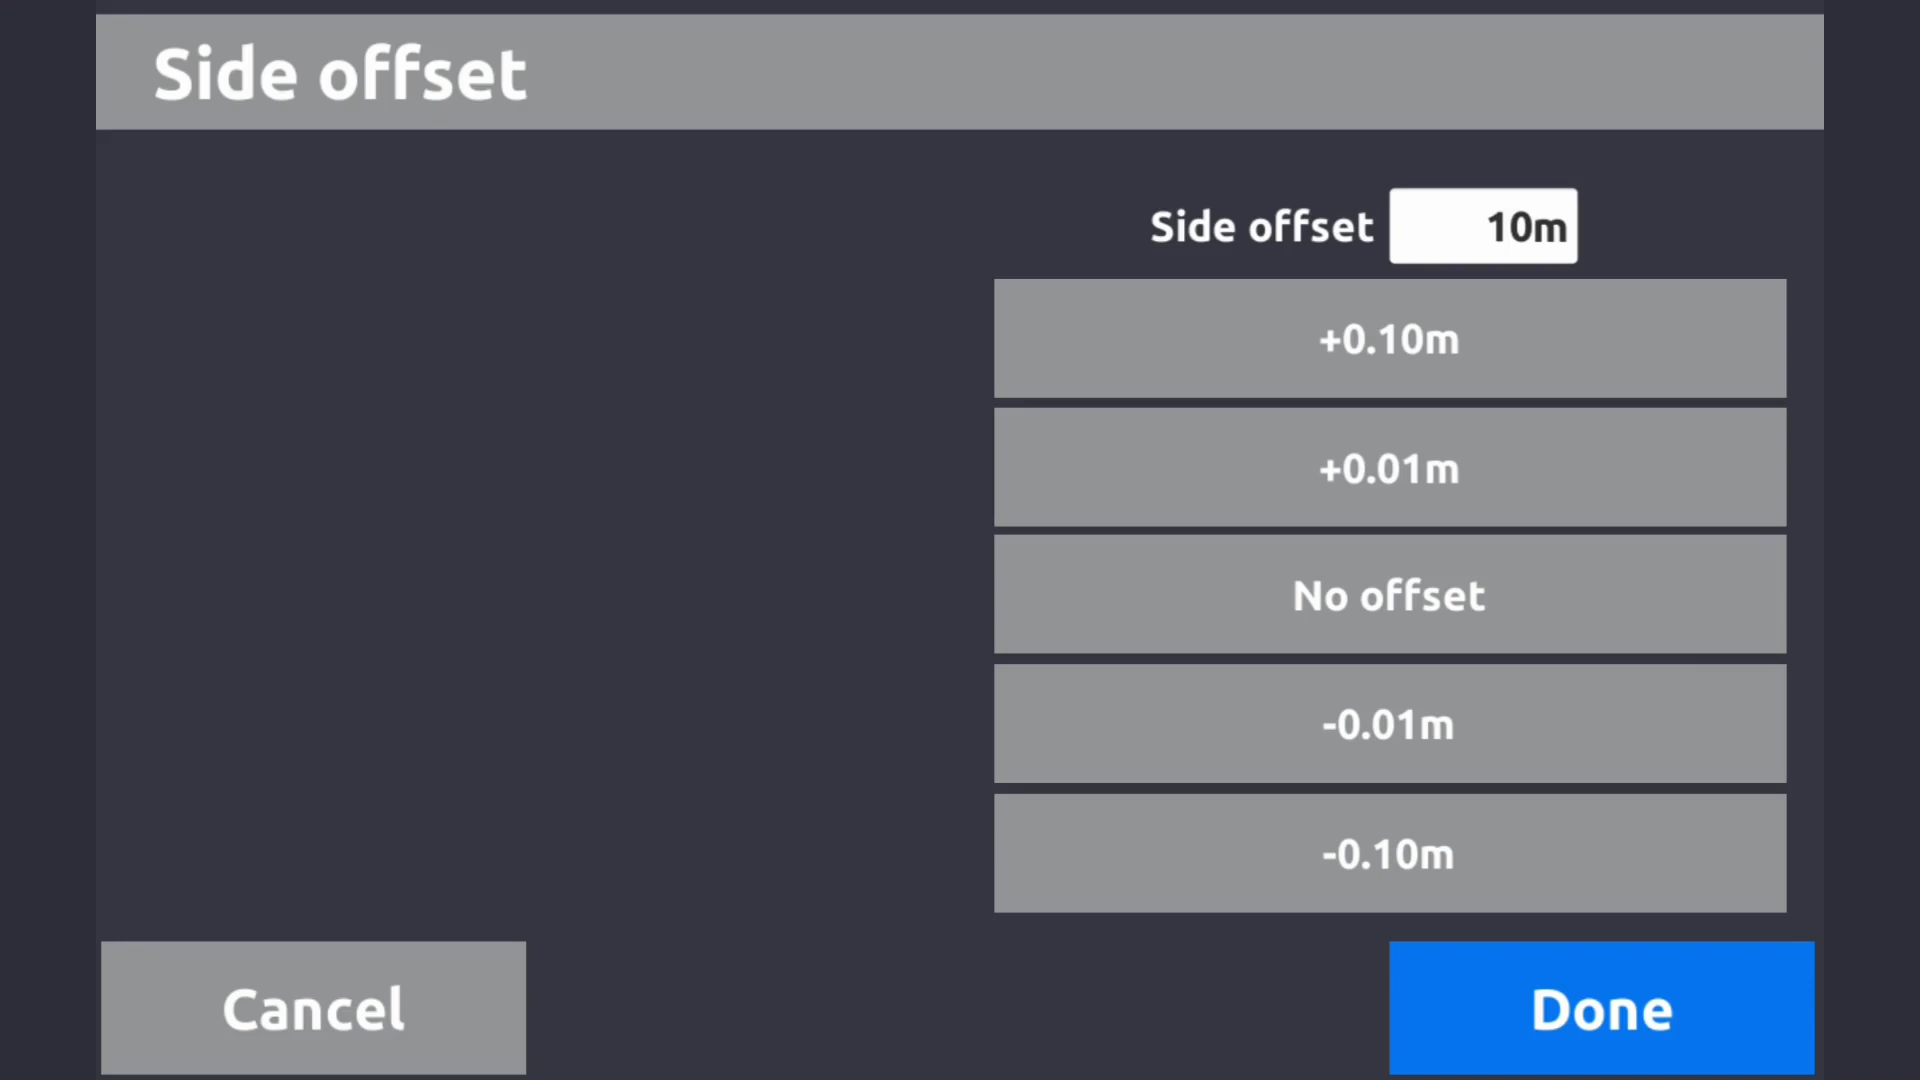 Side offset
Side offset 10m
+0.10m
+0.01m
No offset
-0.01m
-0.10m
Cancel
Done